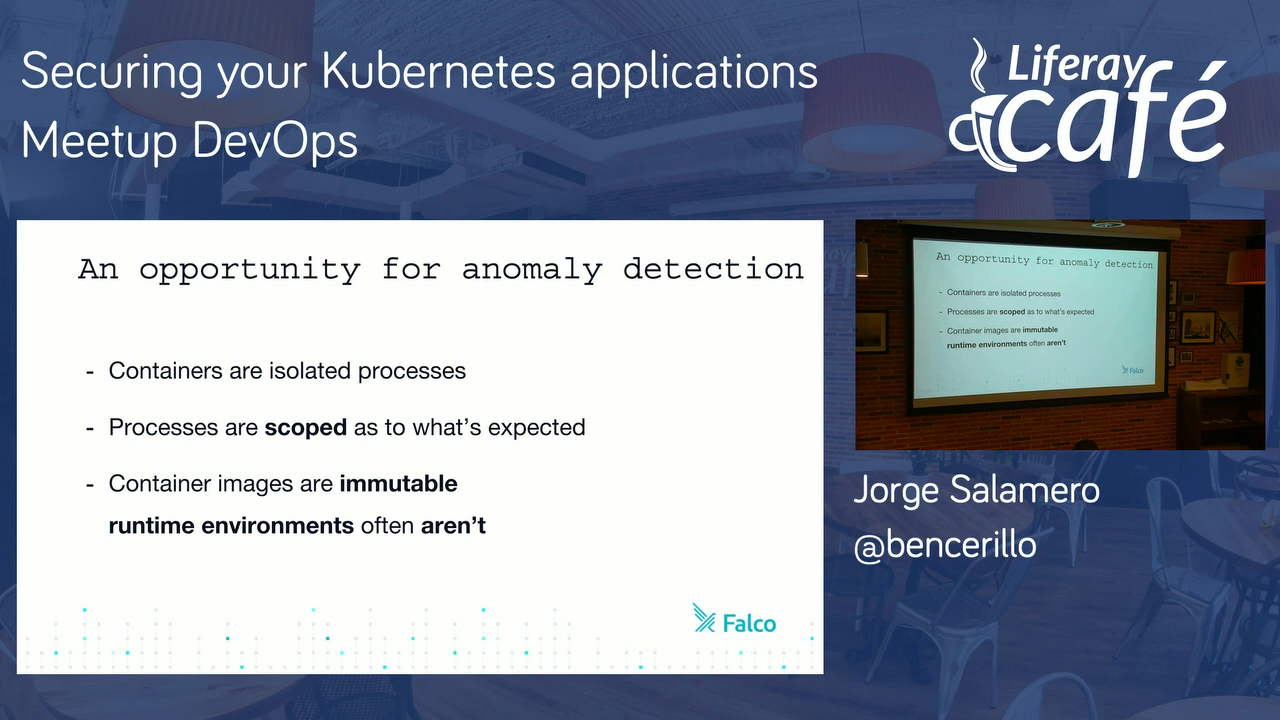 Securing your Kubernetes applications
Meetup DevOps
Liferay
café
An opportunity for anomaly detection
- Containers are isolated processes
- Processes are scoped as to what's expected
- Container images are immutable
runtime environments often aren't
Falco
An opportunity for anomaly detection
- Containers are isolated processes
- Processes are scoped as to what's expected
- Container images are immutable
runtime environments often aren't
Falco
Jorge Salamero
@bencerillo